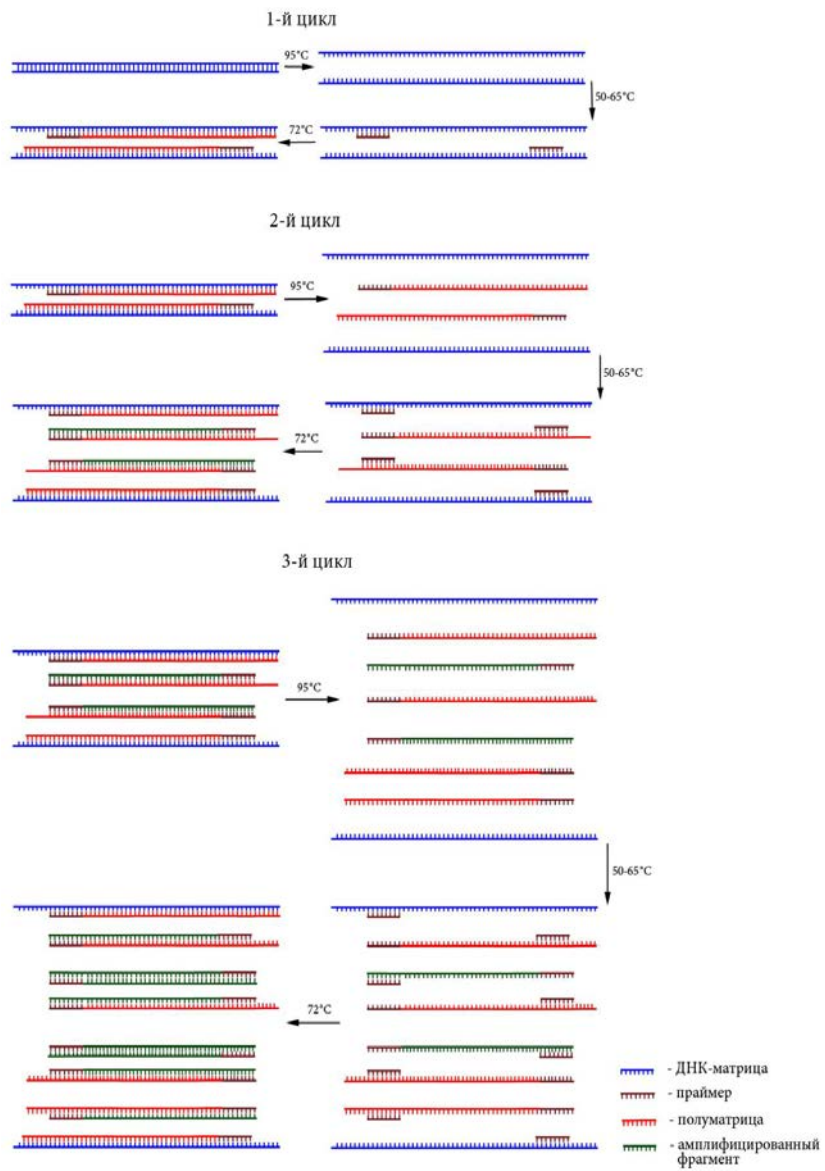 1-й цикл
95°C
50-65°C
72°C
2-й цикл
95°C
50-65°C
72°C
3-й цикл
95°C
50-65°C
72°C
- ДНК-матрица
- праймер
- полуматрица
- амплифицированный
фрагмент